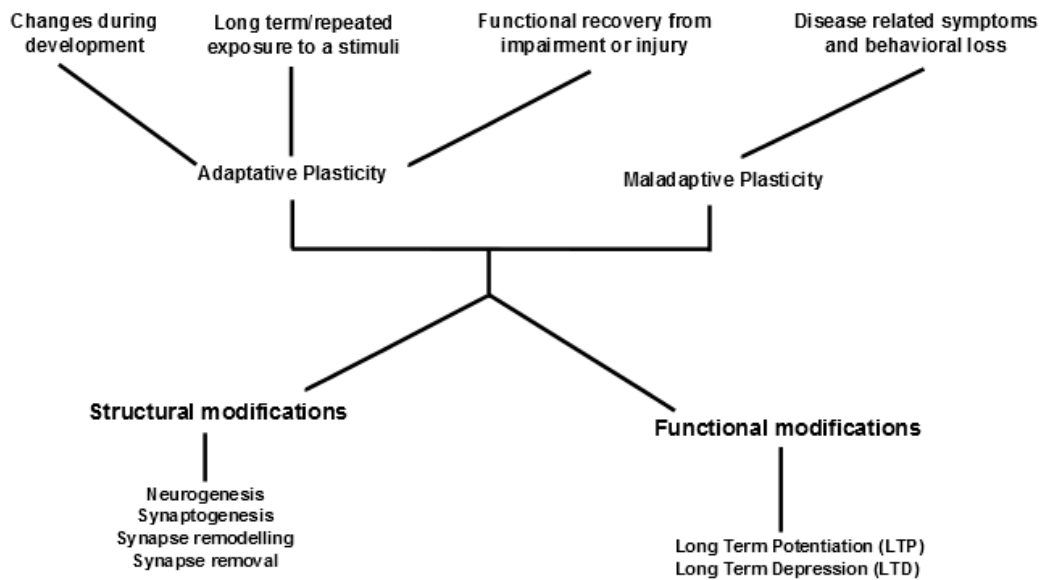 Changes during
development
Long term/repeated
exposure to a stimuli
Functional recovery from
impairment or injury
Disease related symptoms
and behavioral loss
Adaptative Plasticity
Maladaptive Plasticity
Structural modifications
Functional modifications
Neurogenesis
Synaptogenesis
Synapse remodelling
Synapse removal
Long Term Potentiation (LTP)
Long Term Depression (LTD)